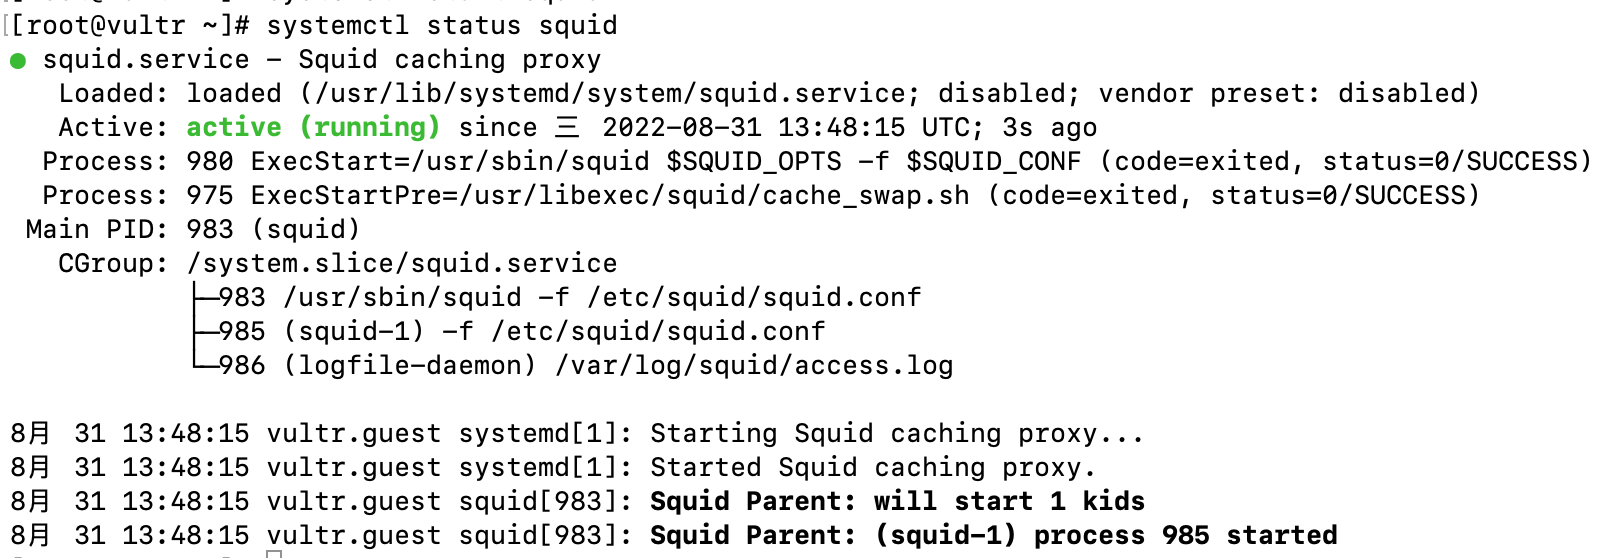 [[root@vultr ~]# systemctl status squid
● squid.service - Squid caching proxy
   Loaded: loaded (/usr/lib/systemd/system/squid.service; disabled; vendor preset: disabled)
   Active: active (running) since 三 2022-08-31 13:48:15 UTC; 3s ago
  Process: 980 ExecStart=/usr/sbin/squid $SQUID_OPTS -f $SQUID_CONF (code=exited, status=0/SUCCESS)
  Process: 975 ExecStartPre=/usr/libexec/squid/cache_swap.sh (code=exited, status=0/SUCCESS)
 Main PID: 983 (squid)
   CGroup: /system.slice/squid.service
           ├─983 /usr/sbin/squid -f /etc/squid/squid.conf
           ├─985 (squid-1) -f /etc/squid/squid.conf
           └─986 (logfile-daemon) /var/log/squid/access.log

8月 31 13:48:15 vultr.guest systemd[1]: Starting Squid caching proxy...
8月 31 13:48:15 vultr.guest systemd[1]: Started Squid caching proxy.
8月 31 13:48:15 vultr.guest squid[983]: Squid Parent: will start 1 kids
8月 31 13:48:15 vultr.guest squid[983]: Squid Parent: (squid-1) process 985 started